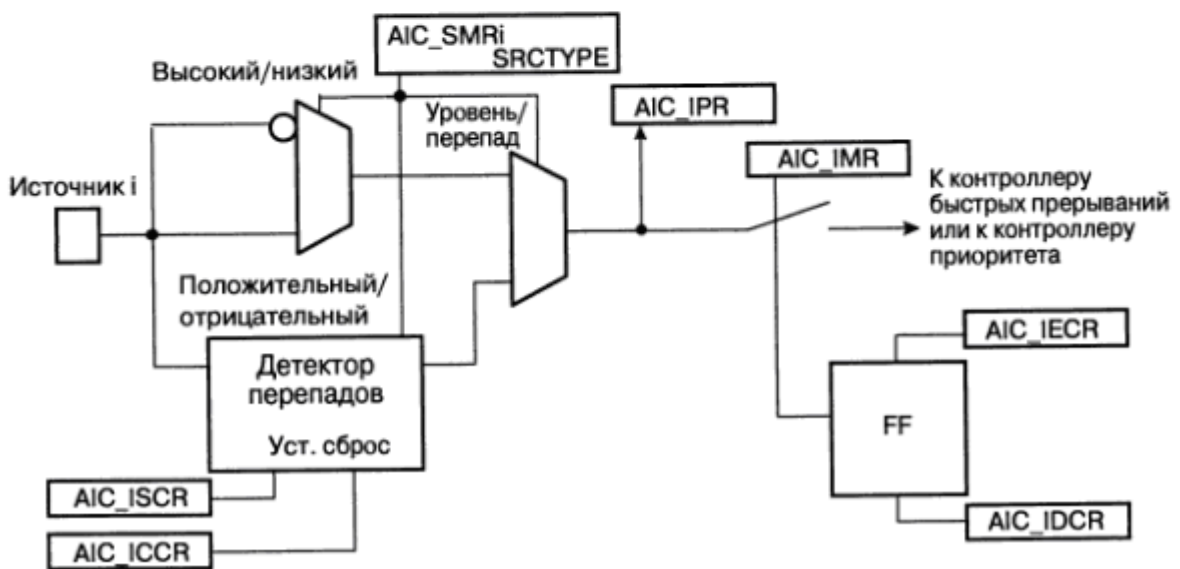 AIC_SMRi
SRCTYPE
Высокий/низкий
Уровень/
перепад
AIC_IPR
AIC_IMR
Источник i
К контроллеру
быстрых прерываний
или к контроллеру
приоритета
Положительный/
отрицательный
Детектор
перепадов
Уст. сброс
AIC_IECR
FF
AIC_ISCR
AIC_IDCR
AIC_ICCR